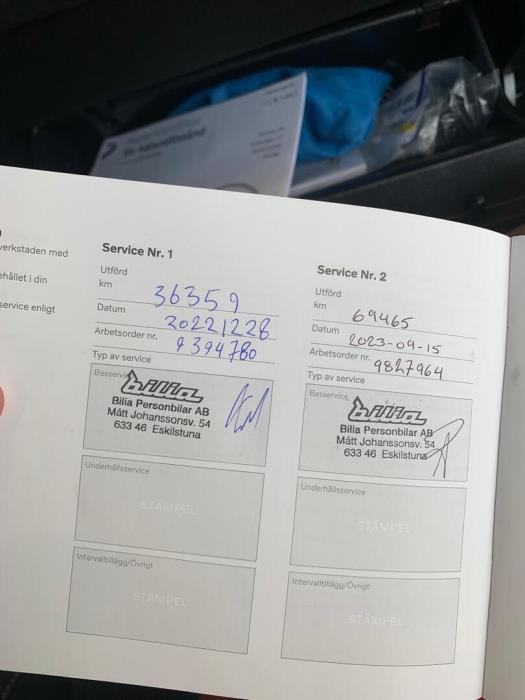 verkstaden med
ehållet i din
service enligt
Service Nr. 1
Utförd
km 36359
Datum 20221228
Arbetsorder nr. 9394780
Typ av service
Basservice
bilia
Bilia Personbilar AB
Mått Johanssonsv. 54
633 46 Eskilstuna
Underhållsservice
STÄMPEL
Intervalltillägg/Övrigt
STÄMPEL
Service Nr. 2
Utförd
km 69465
Datum 2023-09-15
Arbetsorder nr. 9827964
Typ av service
Basservice
bilia
Bilia Personbilar AB
Mått Johanssonsv. 54
633 46 Eskilstuna
Underhållsservice
STÄMPEL
Intervalltillägg/Övrigt
STÄMPEL